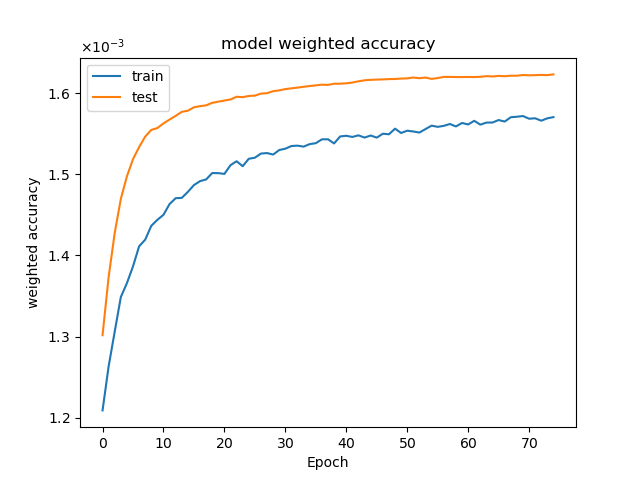 model weighted accuracy
×10⁻³
train
test
1.6
1.5
1.4
1.3
1.2
weighted accuracy
0 10 20 30 40 50 60 70
Epoch